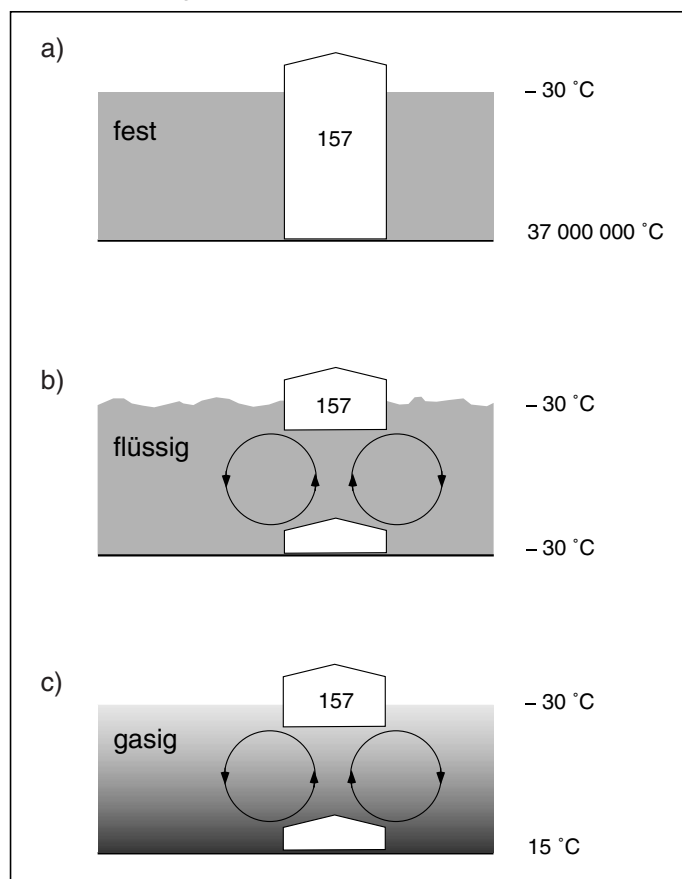 a)
– 30 ˚C
fest
157
37 000 000 ˚C
b)
157
– 30 ˚C
flüssig
– 30 ˚C
c)
157
– 30 ˚C
gasig
15 ˚C